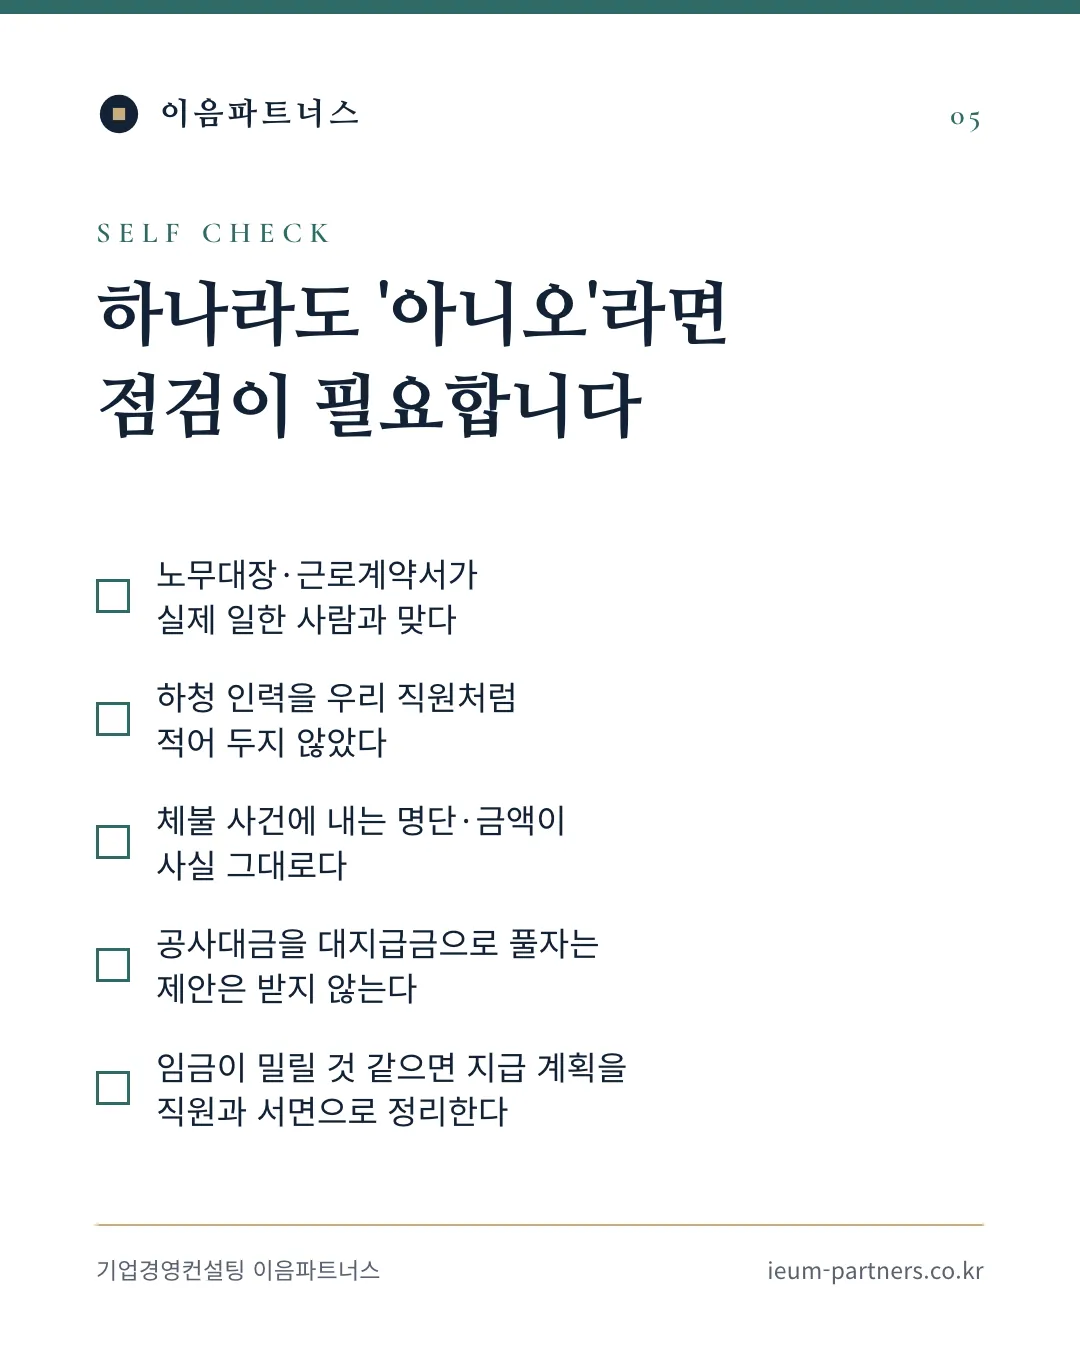 이음파트너스
05
SELF CHECK
하나라도 '아니오'라면
점검이 필요합니다
노무대장·근로계약서가
실제 일한 사람과 맞다
하청 인력을 우리 직원처럼
적어 두지 않았다
체불 사건에 내는 명단·금액이
사실 그대로다
공사대금을 대지급금으로 풀자는
제안은 받지 않는다
임금이 밀릴 것 같으면 지급 계획을
직원과 서면으로 정리한다
기업경영컨설팅 이음파트너스
ieum-partners.co.kr